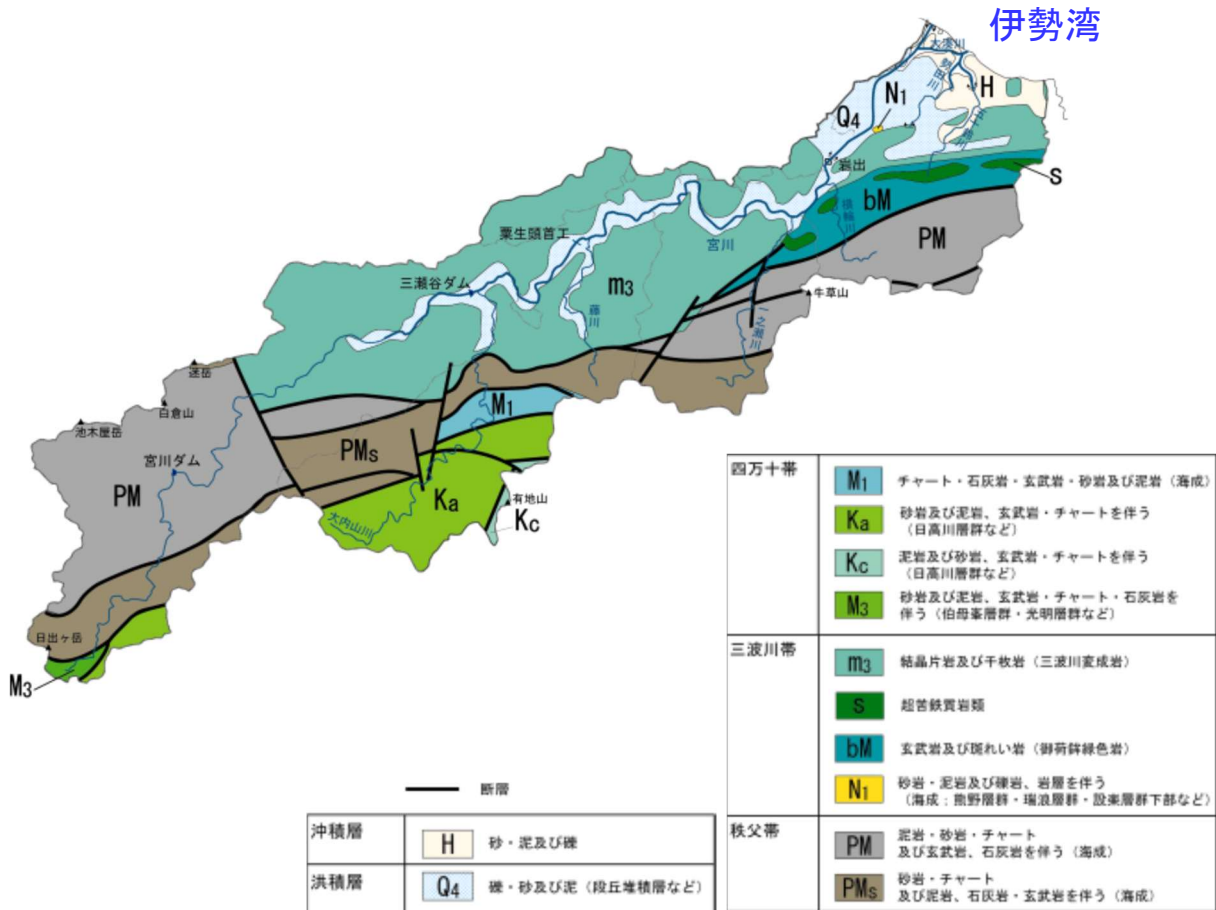 伊勢湾
大湊川
勢田川
H
N1
Q4
五十鈴川
岩出
S
bM
横輪川
PM
宮川
粟生頭首工
三瀬谷ダム
m3
藤川
牛草山
一之瀬川
迷岳
白倉山
池木屋岳
宮川ダム
M1
PMs
PM
Ka
有地山
Kc
大内山川
日出ヶ岳
M3
四万十帯
M1 チャート・石灰岩・玄武岩・砂岩及び泥岩（海成）
Ka 砂岩及び泥岩、玄武岩・チャートを伴う
（日高川層群など）
Kc 泥岩及び砂岩、玄武岩・チャートを伴う
（日高川層群など）
M3 砂岩及び泥岩、玄武岩・チャート・石灰岩を
伴う（伯母峯層群・光明層群など）
三波川帯
m3 結晶片岩及び千枚岩（三波川変成岩）
S 超苦鉄質岩類
bM 玄武岩及び斑れい岩（御荷鉾緑色岩）
N1 砂岩・泥岩及び礫岩、岩層を伴う
（海成：熊野層群・瑞浪層群・設楽層群下部など）
秩父帯
PM 泥岩・砂岩・チャート
及び玄武岩、石灰岩を伴う（海成）
PMs 砂岩・チャート
及び泥岩、石灰岩・玄武岩を伴う（海成）
断層
沖積層
H 砂・泥及び礫
洪積層
Q4 礫・砂及び泥（段丘堆積層など）